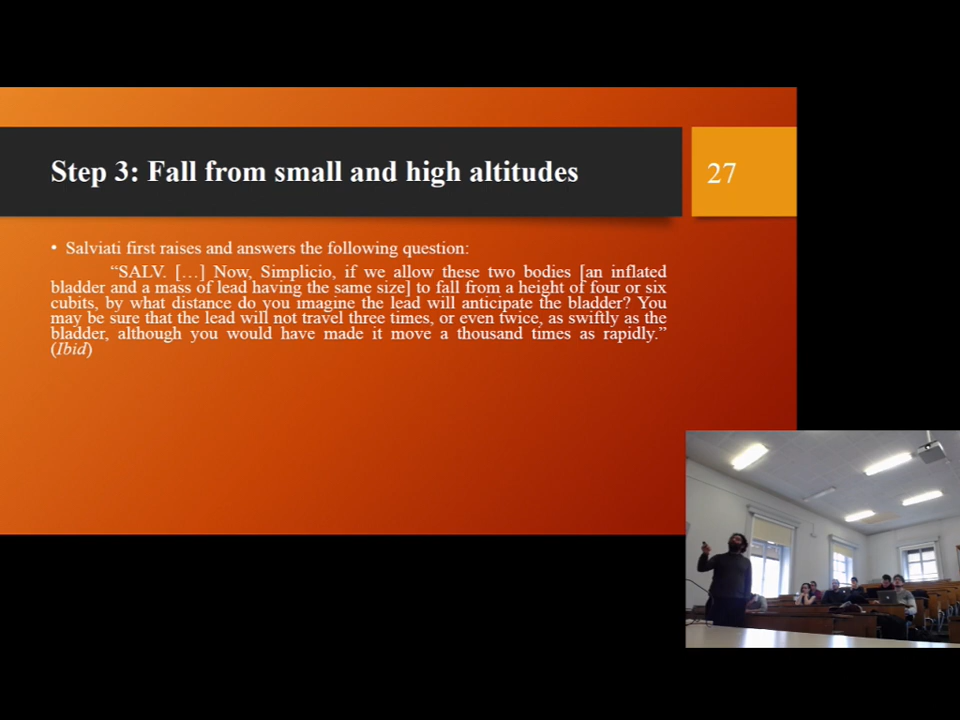 Step 3: Fall from small and high altitudes
27
• Salviati first raises and answers the following question:
“SALV. […] Now, Simplicio, if we allow these two bodies [an inflated
bladder and a mass of lead having the same size] to fall from a height of four or six
cubits, by what distance do you imagine the lead will anticipate the bladder? You
may be sure that the lead will not travel three times, or even twice, as swiftly as the
bladder, although you would have made it move a thousand times as rapidly.”
(Ibid)